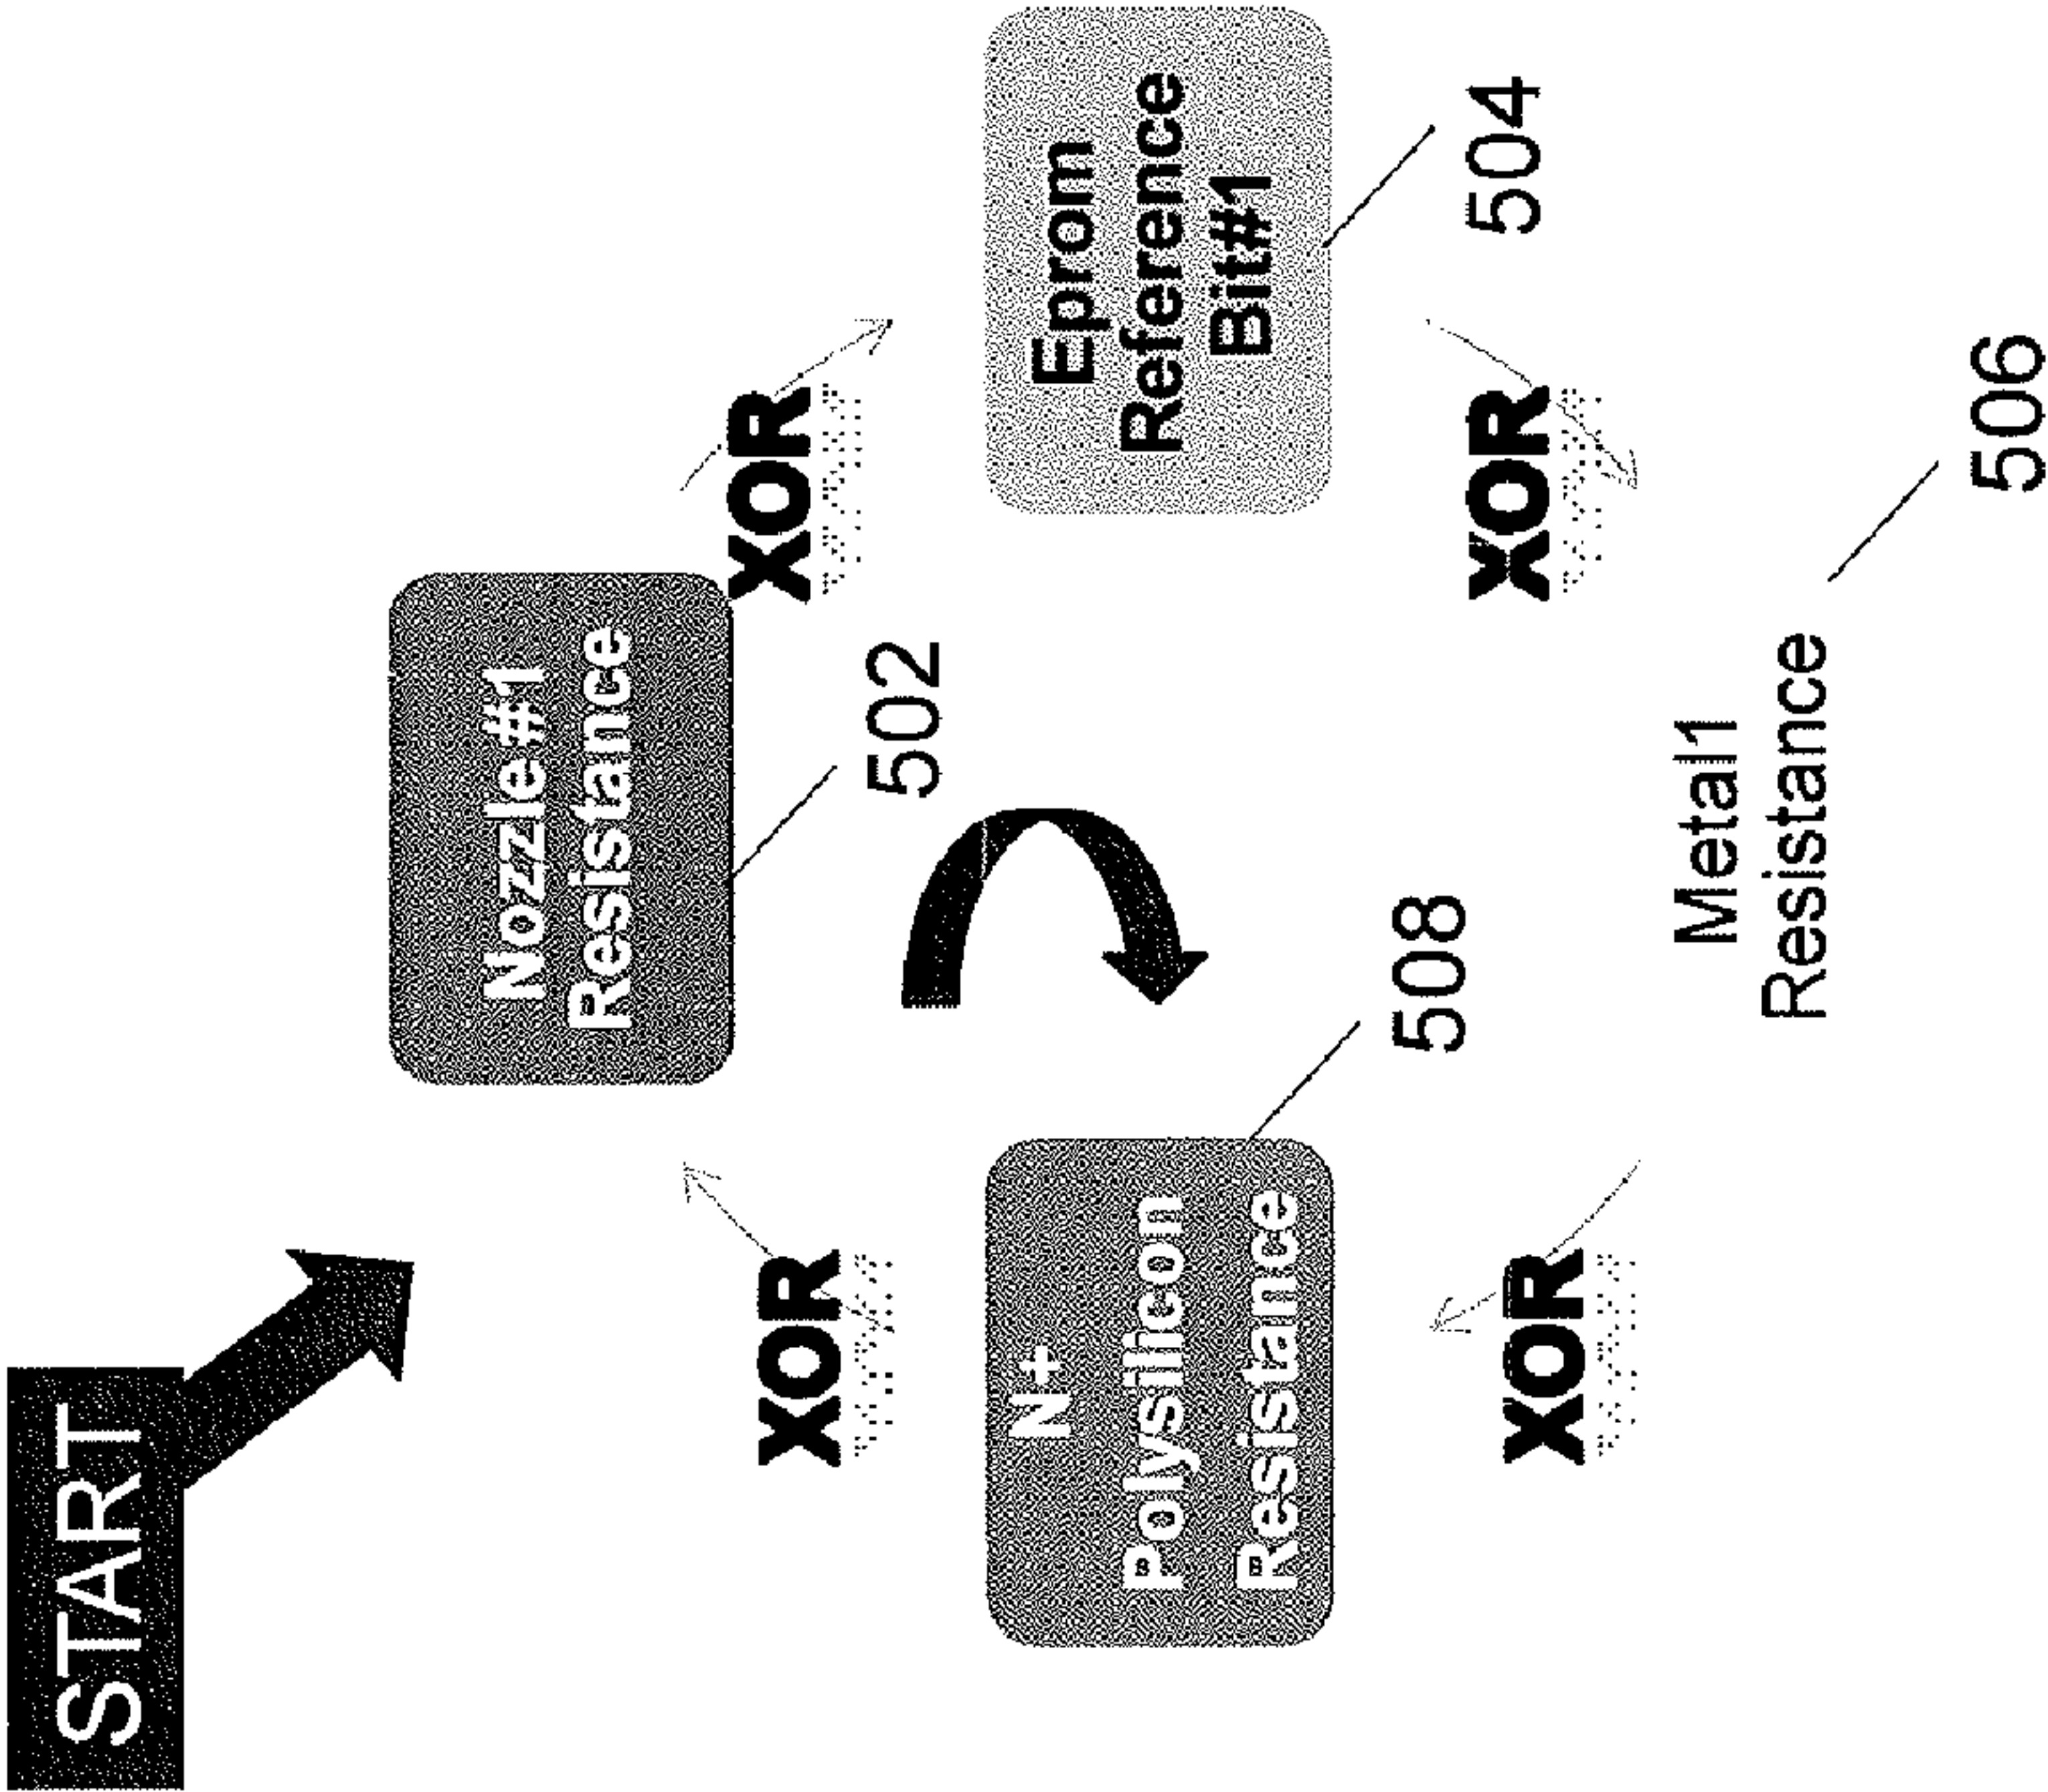 START
Nozzle #1
Resistance
502
XOR
Eprom
Reference
Bit#1
504
XOR
Metal1
Resistance
506
XOR
N+
Polysilicon
Resistance
508
XOR